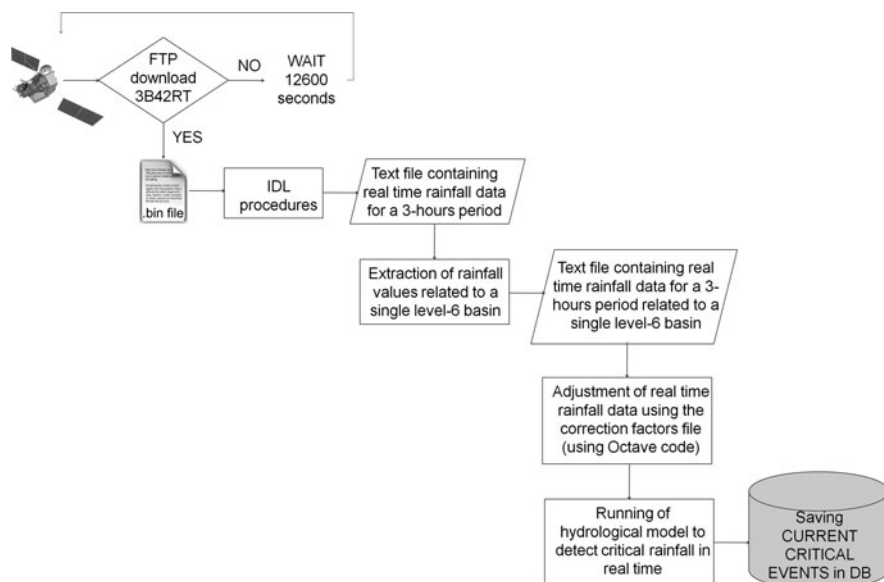 FTP
download
3B42RT
NO
WAIT
12600
seconds
YES
.bin file
IDL
procedures
Text file containing
real time rainfall data
for a 3-hours period
Extraction of rainfall
values related to a
single level-6 basin
Text file containing real
time rainfall data for a 3-
hours period related to a
single level-6 basin
Adjustment of real time
rainfall data using the
correction factors file
(using Octave code)
Running of
hydrological model to
detect critical rainfall in
real time
Saving
CURRENT
CRITICAL
EVENTS in DB